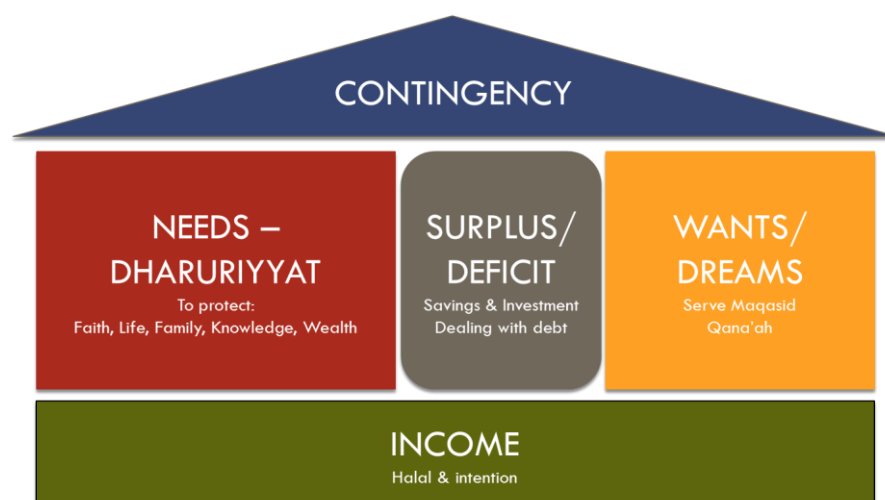 CONTINGENCY
NEEDS –
DHARURIYYAT
To protect:
Faith, Life, Family, Knowledge, Wealth
SURPLUS/
DEFICIT
Savings & Investment
Dealing with debt
WANTS/
DREAMS
Serve Maqasid
Qana'ah
INCOME
Halal & intention